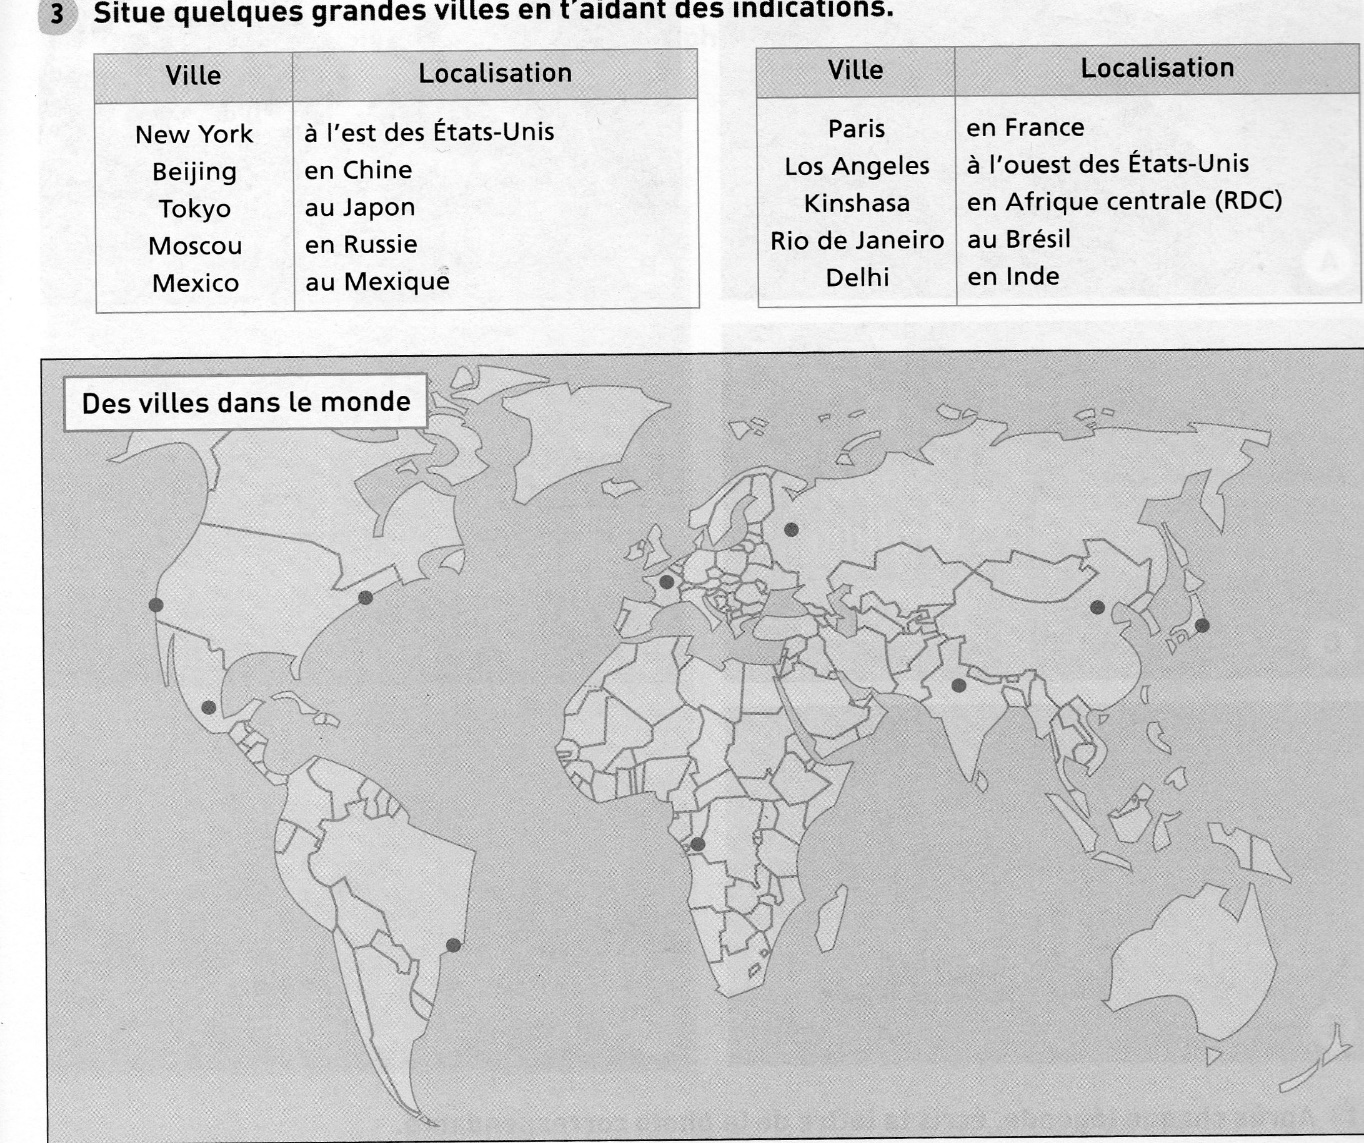 3 Situe quelques grandes villes en t'aidant des indications.
Ville Localisation
New York à l'est des États-Unis
Beijing en Chine
Tokyo au Japon
Moscou en Russie
Mexico au Mexique
Ville Localisation
Paris en France
Los Angeles à l'ouest des États-Unis
Kinshasa en Afrique centrale (RDC)
Rio de Janeiro au Brésil
Delhi en Inde
Des villes dans le monde